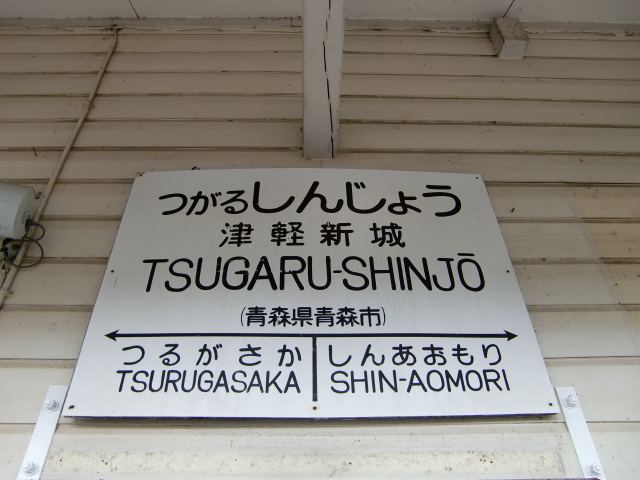 つがるしんじょう
津軽新城
TSUGARU-SHINJŌ
(青森県青森市)
つるがさか しんあおもり
TSURUGASAKA SHIN-AOMORI